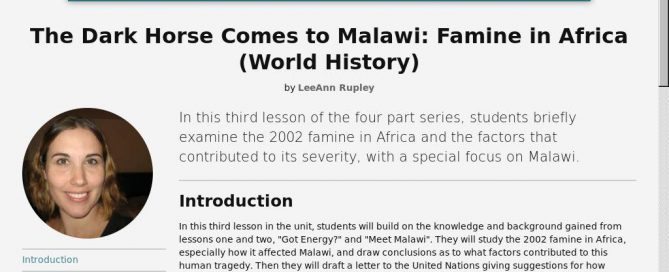 The Dark Horse Comes to Malawi: Famine in Africa
(World History)
by LeeAnn Rupley
In this third lesson of the four part series, students briefly
examine the 2002 famine in Africa and the factors that
contributed to its severity, with a special focus on Malawi.
Introduction
In this third lesson in the unit, students will build on the knowledge and background gained from
lessons one and two, "Got Energy?" and "Meet Malawi". They will study the 2002 famine in Africa,
especially how it affected Malawi, and draw conclusions as to what factors contributed to this
human tragedy. Then they will draft a letter to the United Nations giving suggestions for how
Introduction